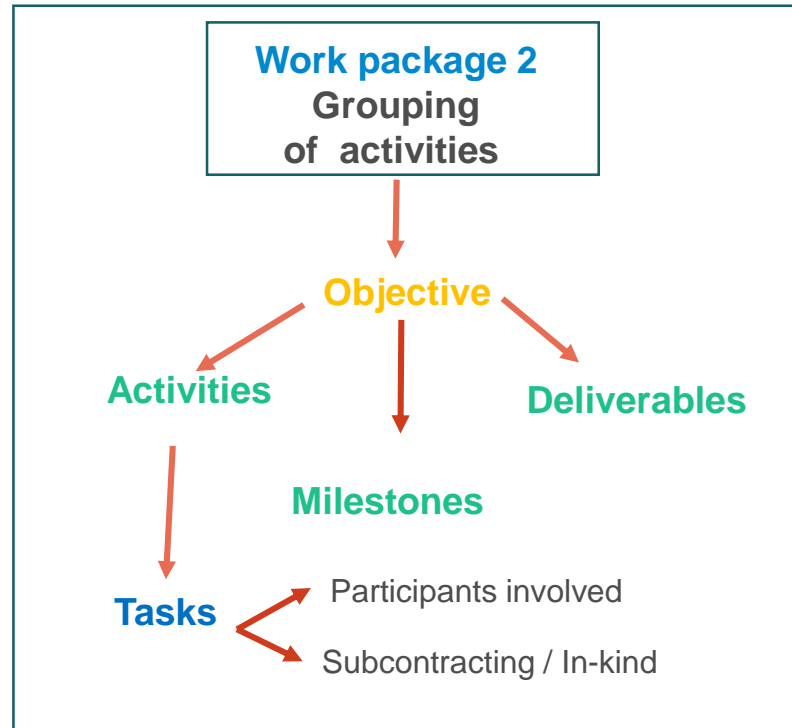 Work package 2
Grouping
of activities
Objective
Activities
Deliverables
Milestones
Tasks
Participants involved
Subcontracting / In-kind